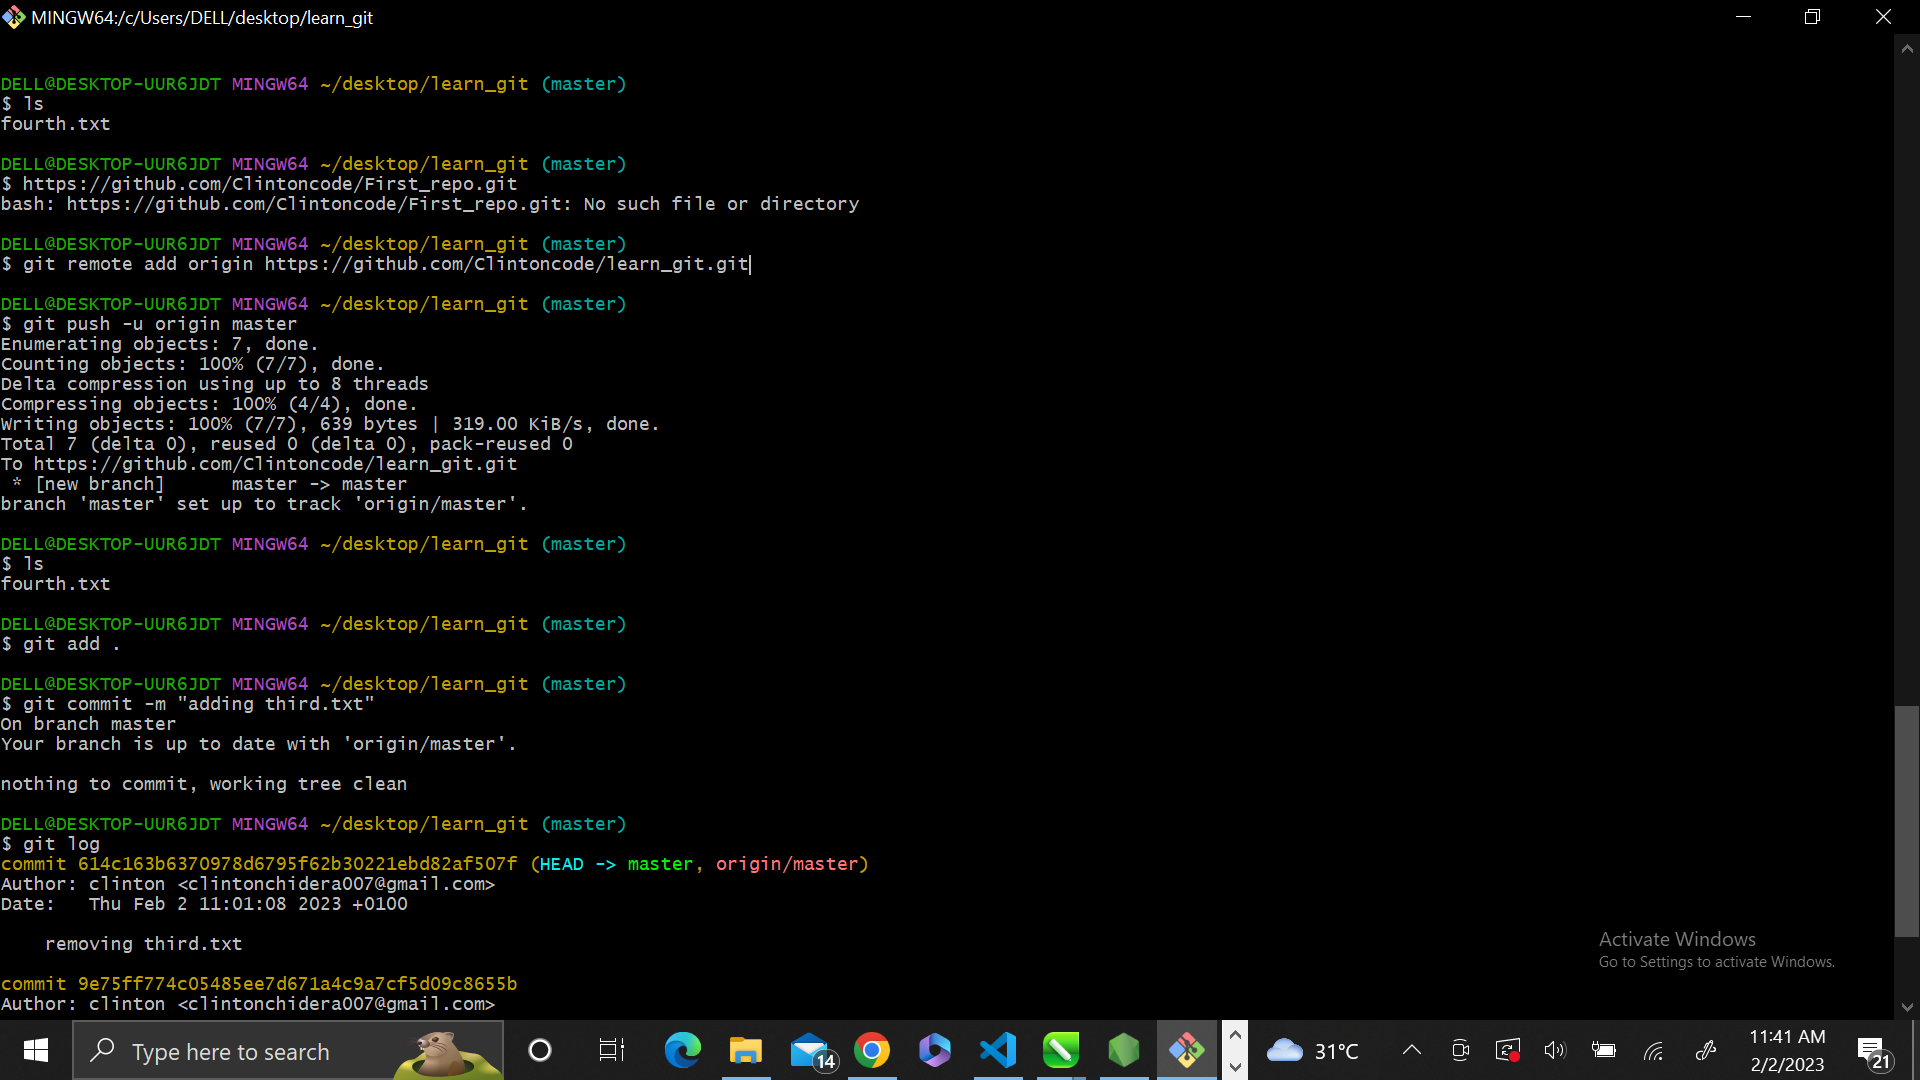 MINGW64:/c/Users/DELL/desktop/learn_git
DELL@DESKTOP-UUR6JDT MINGW64 ~/desktop/learn_git (master)
$ ls
fourth.txt
DELL@DESKTOP-UUR6JDT MINGW64 ~/desktop/learn_git (master)
$ https://github.com/Clintoncode/First_repo.git
bash: https://github.com/Clintoncode/First_repo.git: No such file or directory
DELL@DESKTOP-UUR6JDT MINGW64 ~/desktop/learn_git (master)
$ git remote add origin https://github.com/Clintoncode/learn_git.git
DELL@DESKTOP-UUR6JDT MINGW64 ~/desktop/learn_git (master)
$ git push -u origin master
Enumerating objects: 7, done.
Counting objects: 100% (7/7), done.
Delta compression using up to 8 threads
Compressing objects: 100% (4/4), done.
Writing objects: 100% (7/7), 639 bytes | 319.00 KiB/s, done.
Total 7 (delta 0), reused 0 (delta 0), pack-reused 0
To https://github.com/Clintoncode/learn_git.git
 * [new branch]      master -> master
branch 'master' set up to track 'origin/master'.
DELL@DESKTOP-UUR6JDT MINGW64 ~/desktop/learn_git (master)
$ ls
fourth.txt
DELL@DESKTOP-UUR6JDT MINGW64 ~/desktop/learn_git (master)
$ git add .
DELL@DESKTOP-UUR6JDT MINGW64 ~/desktop/learn_git (master)
$ git commit -m "adding third.txt"
On branch master
Your branch is up to date with 'origin/master'.
nothing to commit, working tree clean
DELL@DESKTOP-UUR6JDT MINGW64 ~/desktop/learn_git (master)
$ git log
commit 614c163b6370978d6795f62b30221ebd82af507f (HEAD -> master, origin/master)
Author: clinton <clintonchidera007@gmail.com>
Date:   Thu Feb 2 11:01:08 2023 +0100
    removing third.txt
commit 9e75ff774c05485ee7d671a4c9a7cf5d09c8655b
Author: clinton <clintonchidera007@gmail.com>
Activate Windows
Go to Settings to activate Windows.
Type here to search
14
31°C
11:41 AM
2/2/2023
21